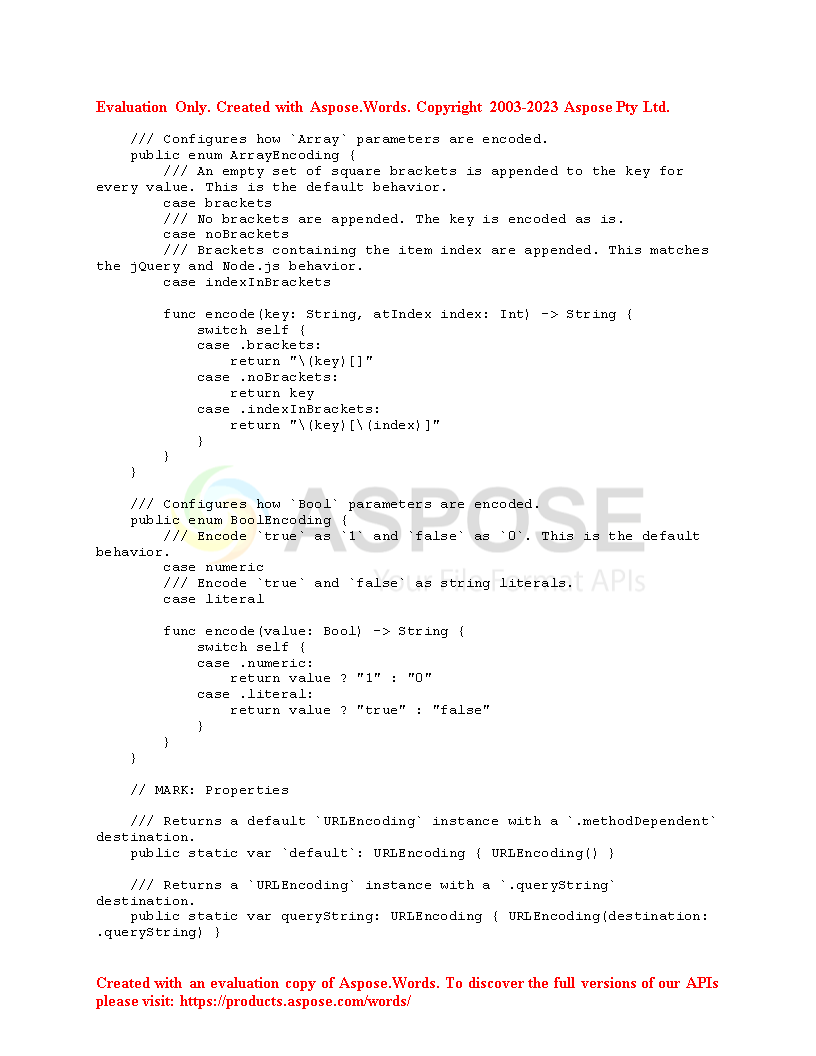 Evaluation Only. Created with Aspose.Words. Copyright 2003-2023 Aspose Pty Ltd.
    /// Configures how `Array` parameters are encoded.
    public enum ArrayEncoding {
        /// An empty set of square brackets is appended to the key for
every value. This is the default behavior.
        case brackets
        /// No brackets are appended. The key is encoded as is.
        case noBrackets
        /// Brackets containing the item index are appended. This matches
the jQuery and Node.js behavior.
        case indexInBrackets

        func encode(key: String, atIndex index: Int) -> String {
            switch self {
            case .brackets:
                return "\(key)[]"
            case .noBrackets:
                return key
            case .indexInBrackets:
                return "\(key)[\(index)]"
            }
        }
    }

    /// Configures how `Bool` parameters are encoded.
    public enum BoolEncoding {
        /// Encode `true` as `1` and `false` as `0`. This is the default
behavior.
        case numeric
        /// Encode `true` and `false` as string literals.
        case literal

        func encode(value: Bool) -> String {
            switch self {
            case .numeric:
                return value ? "1" : "0"
            case .literal:
                return value ? "true" : "false"
            }
        }
    }

    // MARK: Properties

    /// Returns a default `URLEncoding` instance with a `.methodDependent`
destination.
    public static var `default`: URLEncoding { URLEncoding() }

    /// Returns a `URLEncoding` instance with a `.queryString`
destination.
    public static var queryString: URLEncoding { URLEncoding(destination:
.queryString) }
ASPOSE
Your File Format APIs
Created with an evaluation copy of Aspose.Words. To discover the full versions of our APIs
please visit: https://products.aspose.com/words/